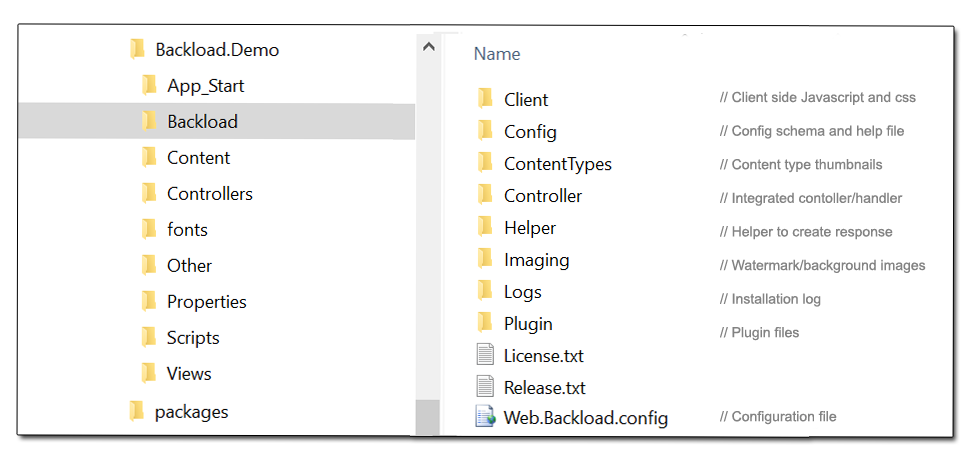 Backload.Demo
App_Start
Backload
Content
Controllers
fonts
Other
Properties
Scripts
Views
packages
Name
Client // Client side Javascript and css
Config // Config schema and help file
ContentTypes // Content type thumbnails
Controller // Integrated contoller/handler
Helper // Helper to create response
Imaging // Watermark/background images
Logs // Installation log
Plugin // Plugin files
License.txt
Release.txt
Web.Backload.config // Configuration file